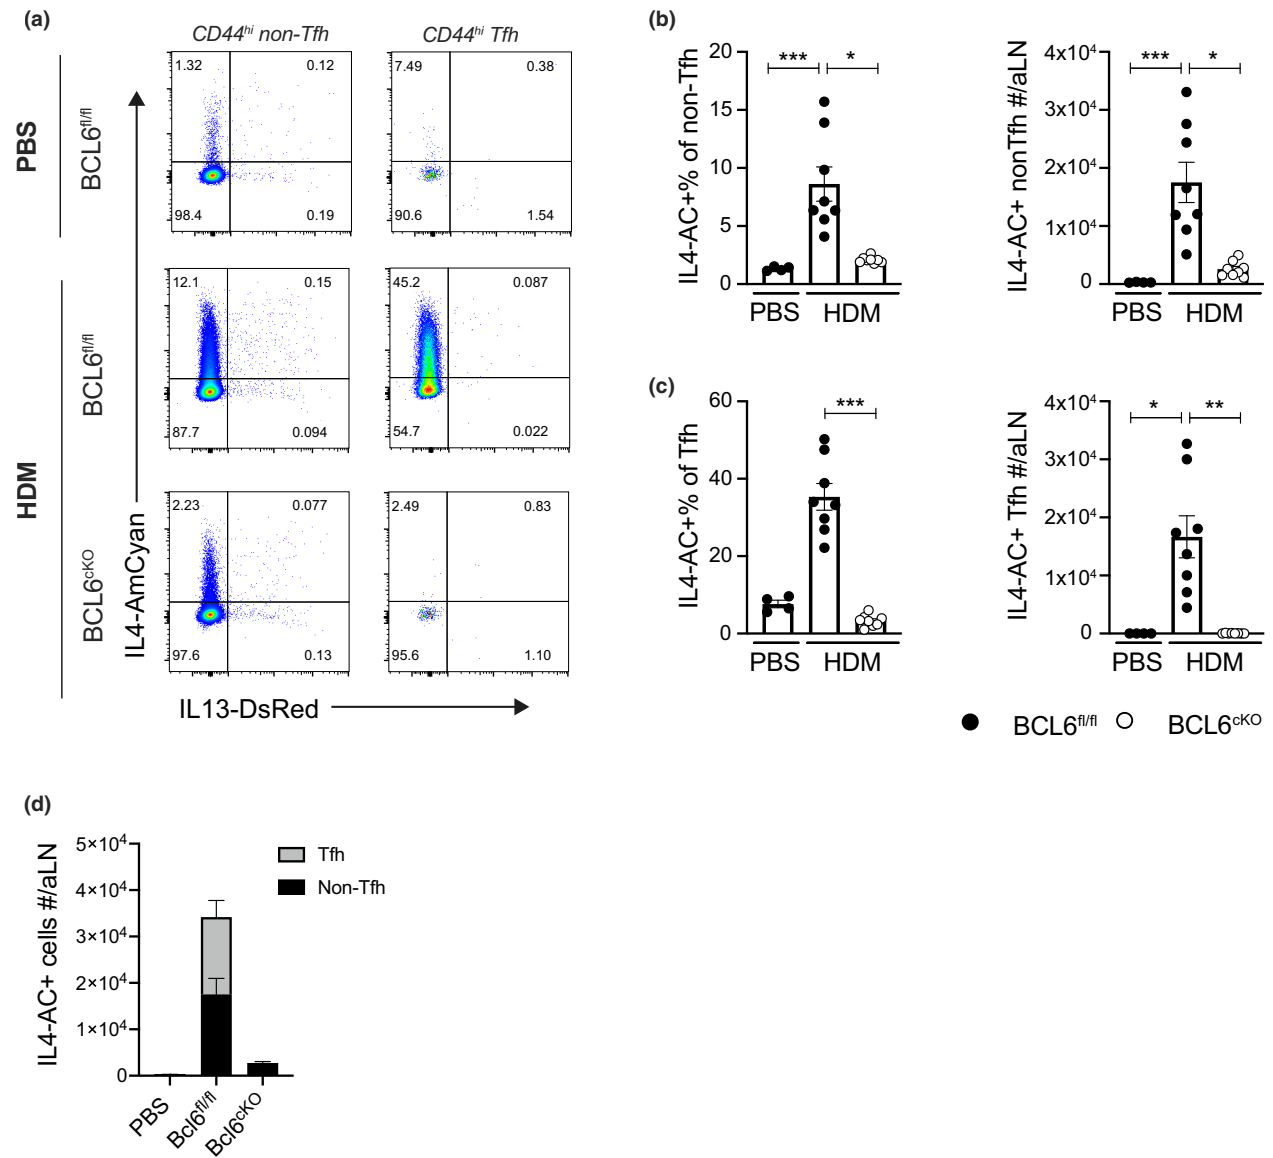 (a)
CD44hi non-Tfh
CD44hi Tfh
PBS
BCL6fl/fl
1.32 0.12
98.4 0.19
7.49 0.38
90.6 1.54
HDM
BCL6fl/fl
12.1 0.15
87.7 0.094
45.2 0.087
54.7 0.022
BCL6cKO
2.23 0.077
97.6 0.13
2.49 0.83
95.6 1.10
IL4-AmCyan
IL13-DsRed
(b)
IL4-AC+% of non-Tfh
20
15
10
5
0
*** *
PBS HDM
IL4-AC+ nonTfh #/aLN
4x10⁴
3x10⁴
2x10⁴
1x10⁴
0
*** *
PBS HDM
(c)
IL4-AC+% of Tfh
60
40
20
0
***
PBS HDM
IL4-AC+ Tfh #/aLN
4x10⁴
3x10⁴
2x10⁴
1x10⁴
0
* **
PBS HDM
BCL6fl/fl BCL6cKO
(d)
IL4-AC+ cells #/aLN
5×10⁴
4×10⁴
3×10⁴
2×10⁴
1×10⁴
0
Tfh
Non-Tfh
PBS
Bcl6fl/fl
Bcl6cKO